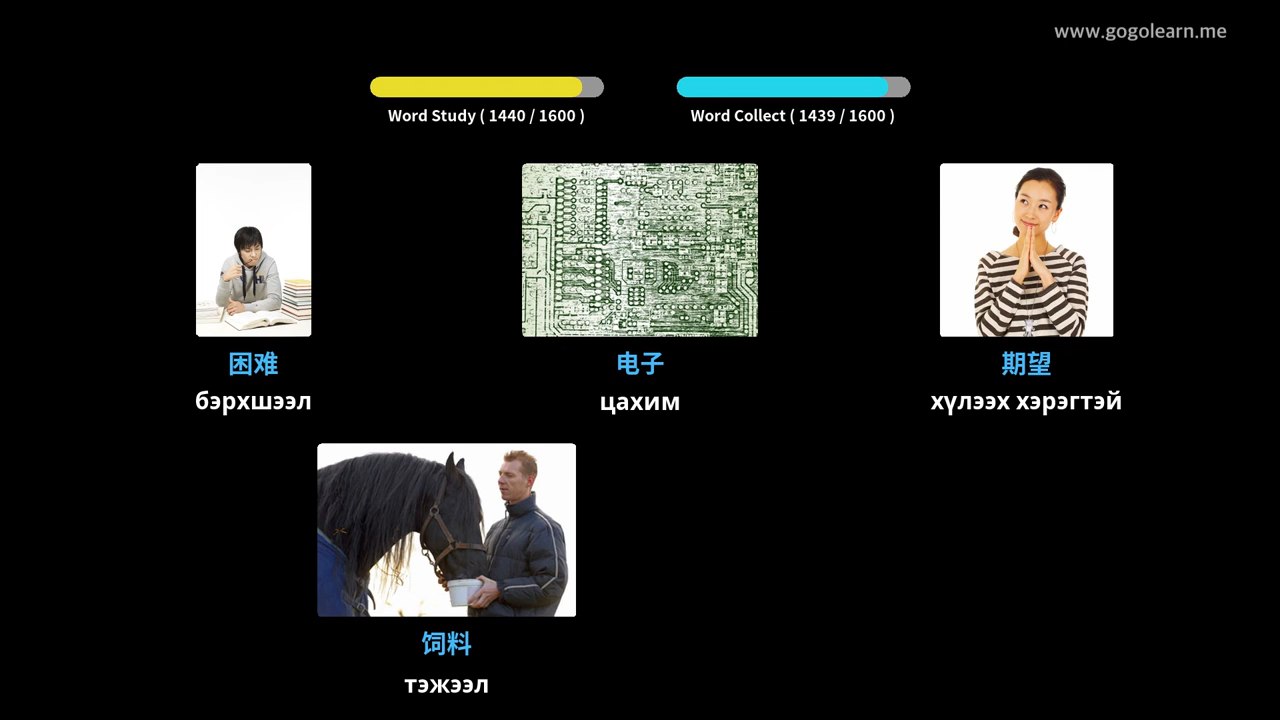 www.gogolearn.me
Word Study ( 1440 / 1600 )
Word Collect ( 1439 / 1600 )
困难
бэрхшээл
电子
цахим
期望
хүлээх хэрэгтэй
饲料
тэжээл